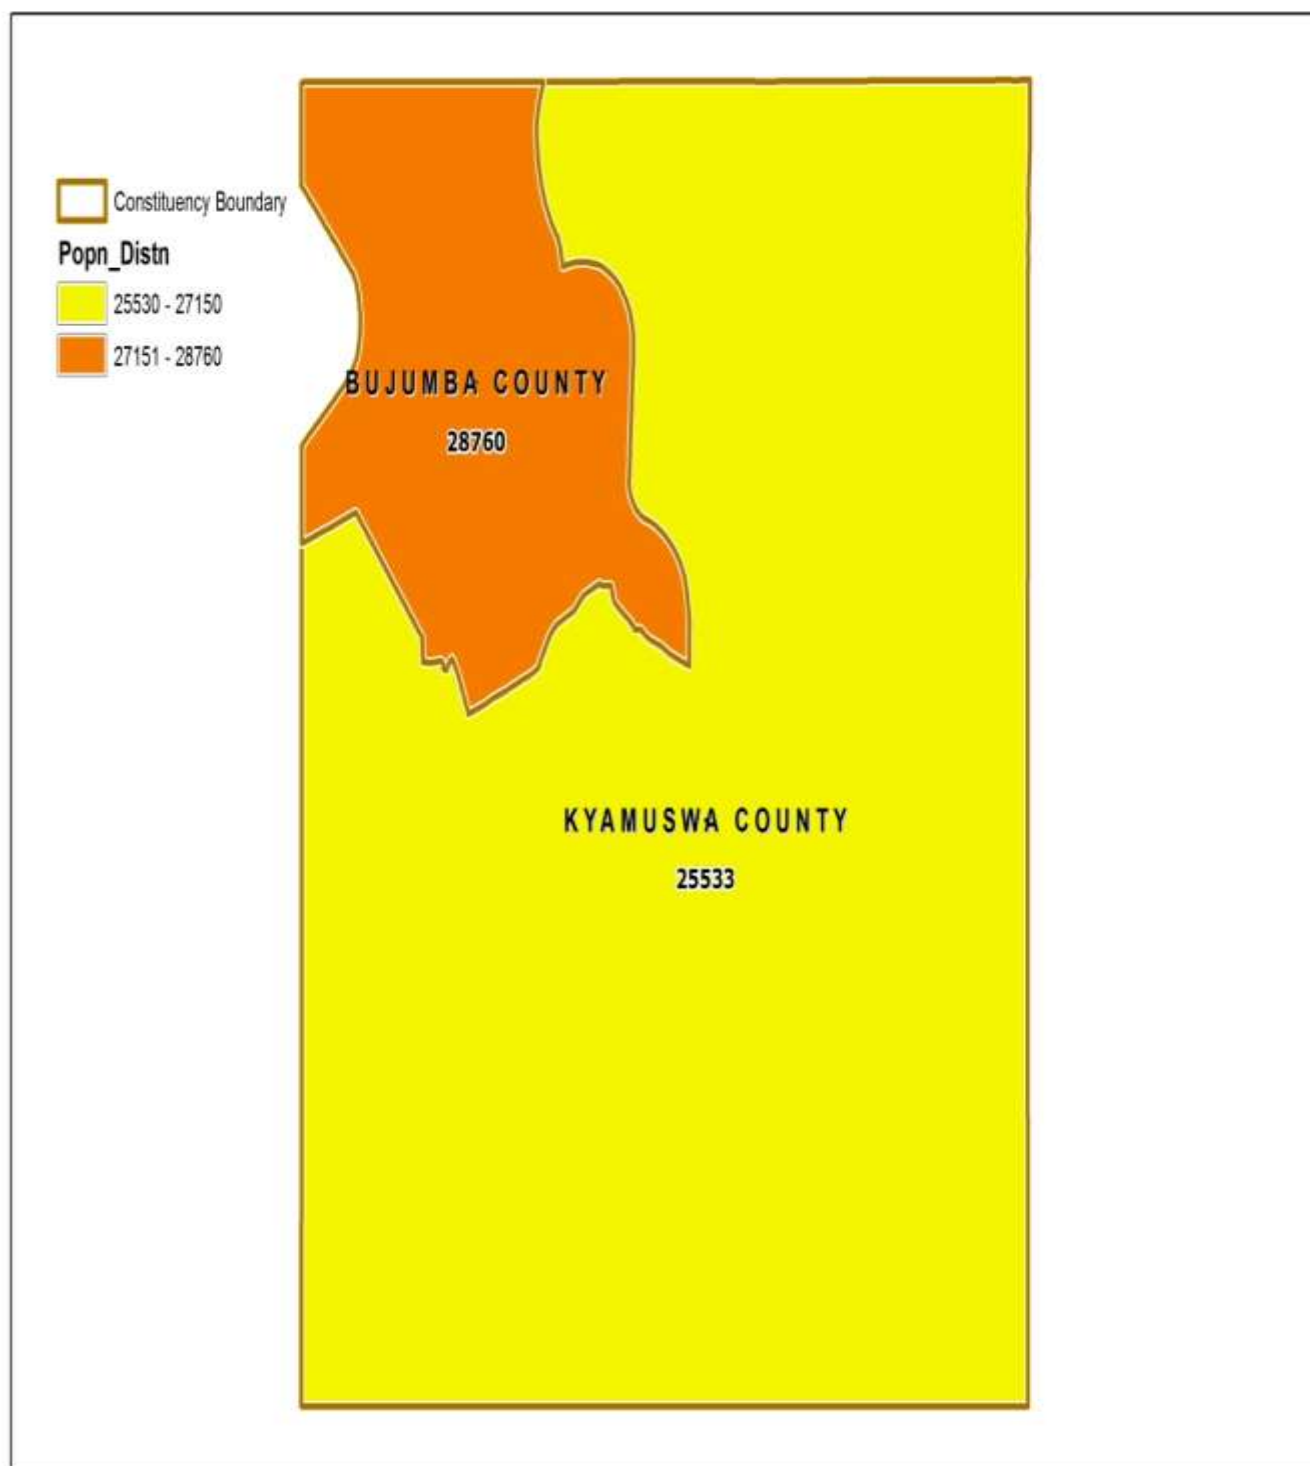 Constituency Boundary
Popn_Distn
25530 - 27150
27151 - 28760
BUJUMBA COUNTY
28760
KYAMUSWA COUNTY
25533